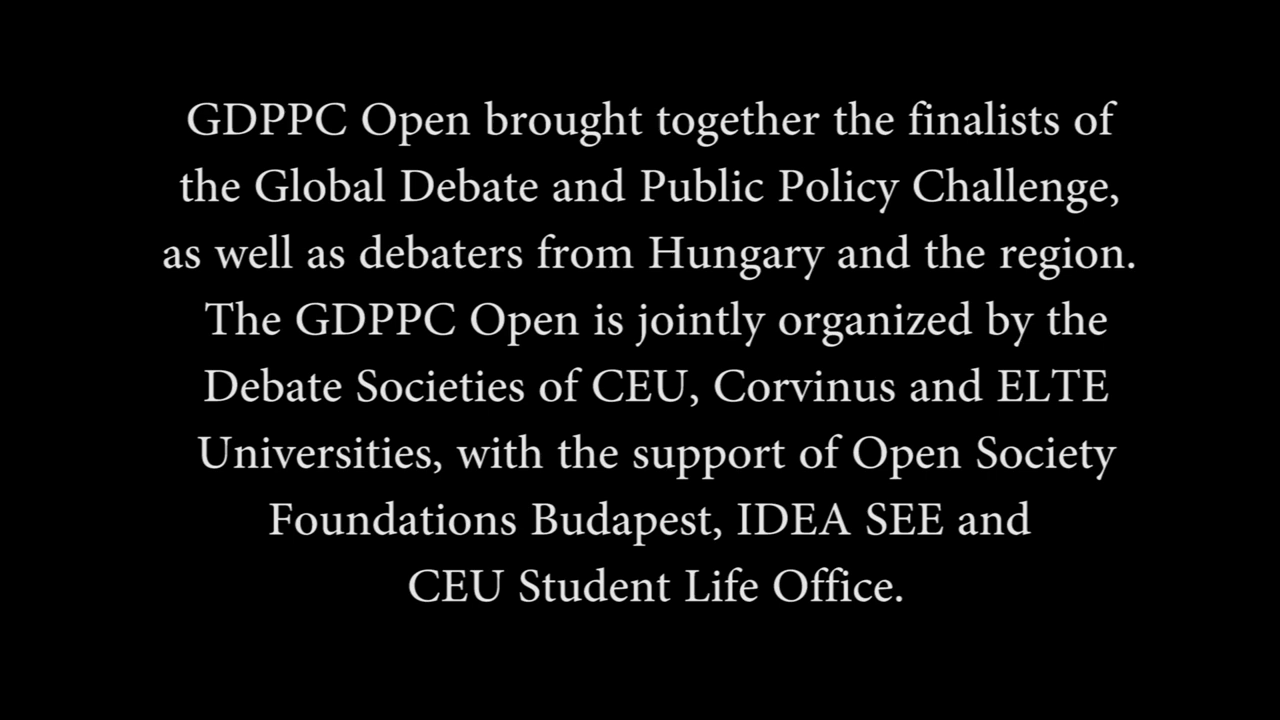 GDPPC Open brought together the finalists of
the Global Debate and Public Policy Challenge,
as well as debaters from Hungary and the region.
The GDPPC Open is jointly organized by the
Debate Societies of CEU, Corvinus and ELTE
Universities, with the support of Open Society
Foundations Budapest, IDEA SEE and
CEU Student Life Office.